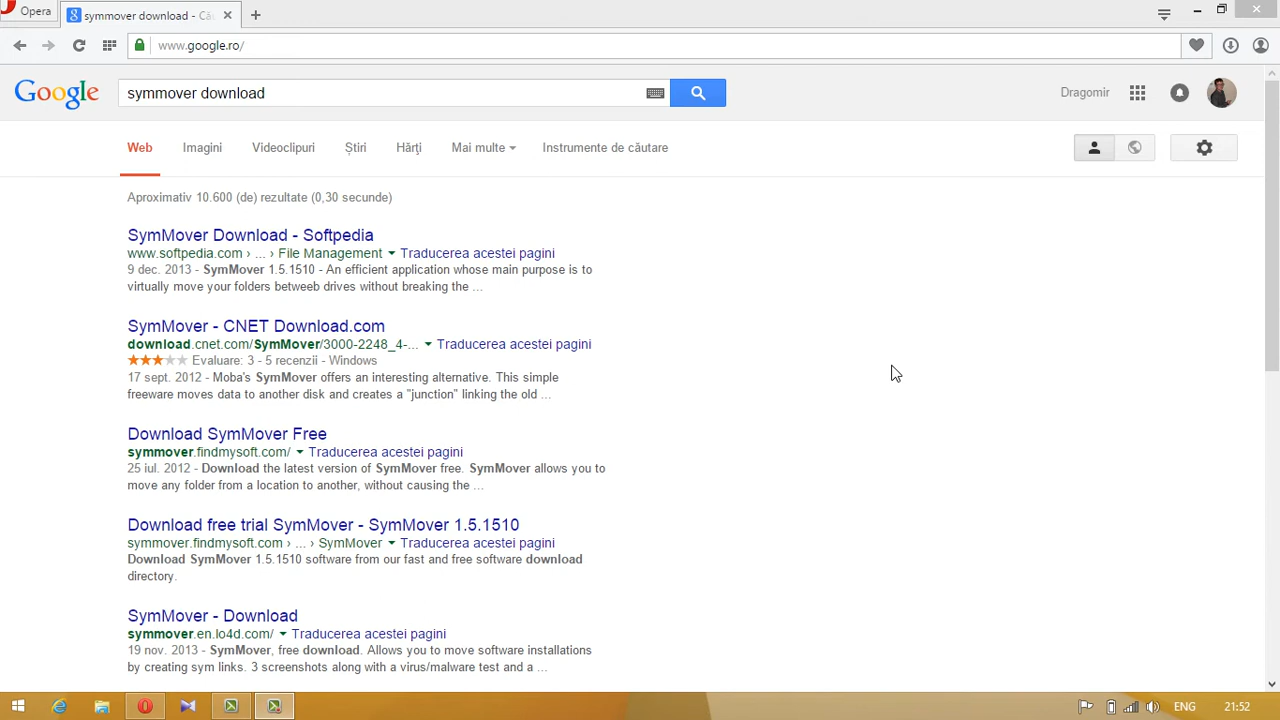 Opera
symmover download - Că
www.google.ro/
Google
symmover download
Dragomir
Web Imagini Videoclipuri Știri Hărţi Mai multe Instrumente de căutare
Aproximativ 10.600 (de) rezultate (0,30 secunde)
SymMover Download - Softpedia
www.softpedia.com › ... › File Management Traducerea acestei pagini
9 dec. 2013 - SymMover 1.5.1510 - An efficient application whose main purpose is to
virtually move your folders betweeb drives without breaking the ...
SymMover - CNET Download.com
download.cnet.com/SymMover/3000-2248_4-... Traducerea acestei pagini
Evaluare: 3 - 5 recenzii - Windows
17 sept. 2012 - Moba's SymMover offers an interesting alternative. This simple
freeware moves data to another disk and creates a "junction" linking the old ...
Download SymMover Free
symmover.findmysoft.com/ Traducerea acestei pagini
25 iul. 2012 - Download the latest version of SymMover free. SymMover allows you to
move any folder from a location to another, without causing the ...
Download free trial SymMover - SymMover 1.5.1510
symmover.findmysoft.com › ... › SymMover Traducerea acestei pagini
Download SymMover 1.5.1510 software from our fast and free software download
directory.
SymMover - Download
symmover.en.lo4d.com/ Traducerea acestei pagini
19 nov. 2013 - SymMover, free download. Allows you to move software installations
by creating sym links. 3 screenshots along with a virus/malware test and a ...
ENG 21:52